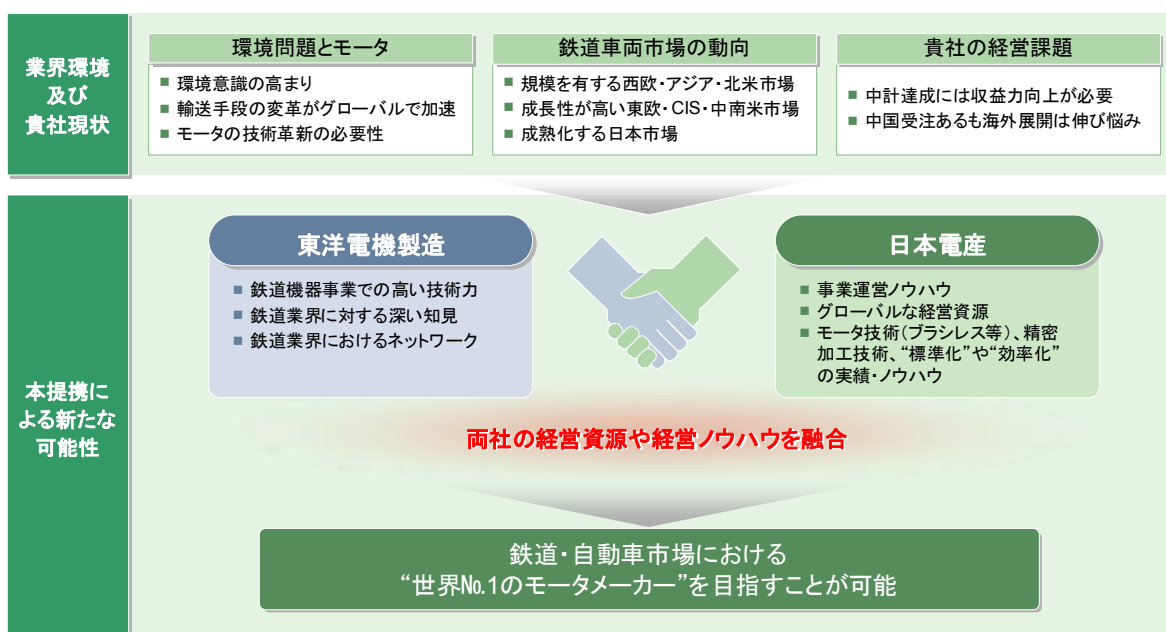 業界環境
及び
貴社現状
環境問題とモータ
■ 環境意識の高まり
■ 輸送手段の変革がグローバルで加速
■ モータの技術革新の必要性
鉄道車両市場の動向
■ 規模を有する西欧・アジア・北米市場
■ 成長性が高い東欧・CIS・中南米市場
■ 成熟化する日本市場
貴社の経営課題
■ 中計達成には収益力向上が必要
■ 中国受注あるも海外展開は伸び悩み
本提携に
よる新たな
可能性
東洋電機製造
■ 鉄道機器事業での高い技術力
■ 鉄道業界に対する深い知見
■ 鉄道業界におけるネットワーク
日本電産
■ 事業運営ノウハウ
■ グローバルな経営資源
■ モータ技術(ブラシレス等)、精密
加工技術、“標準化”や“効率化”
の実績・ノウハウ
両社の経営資源や経営ノウハウを融合
鉄道・自動車市場における
“世界№1のモータメーカー”を目指すことが可能